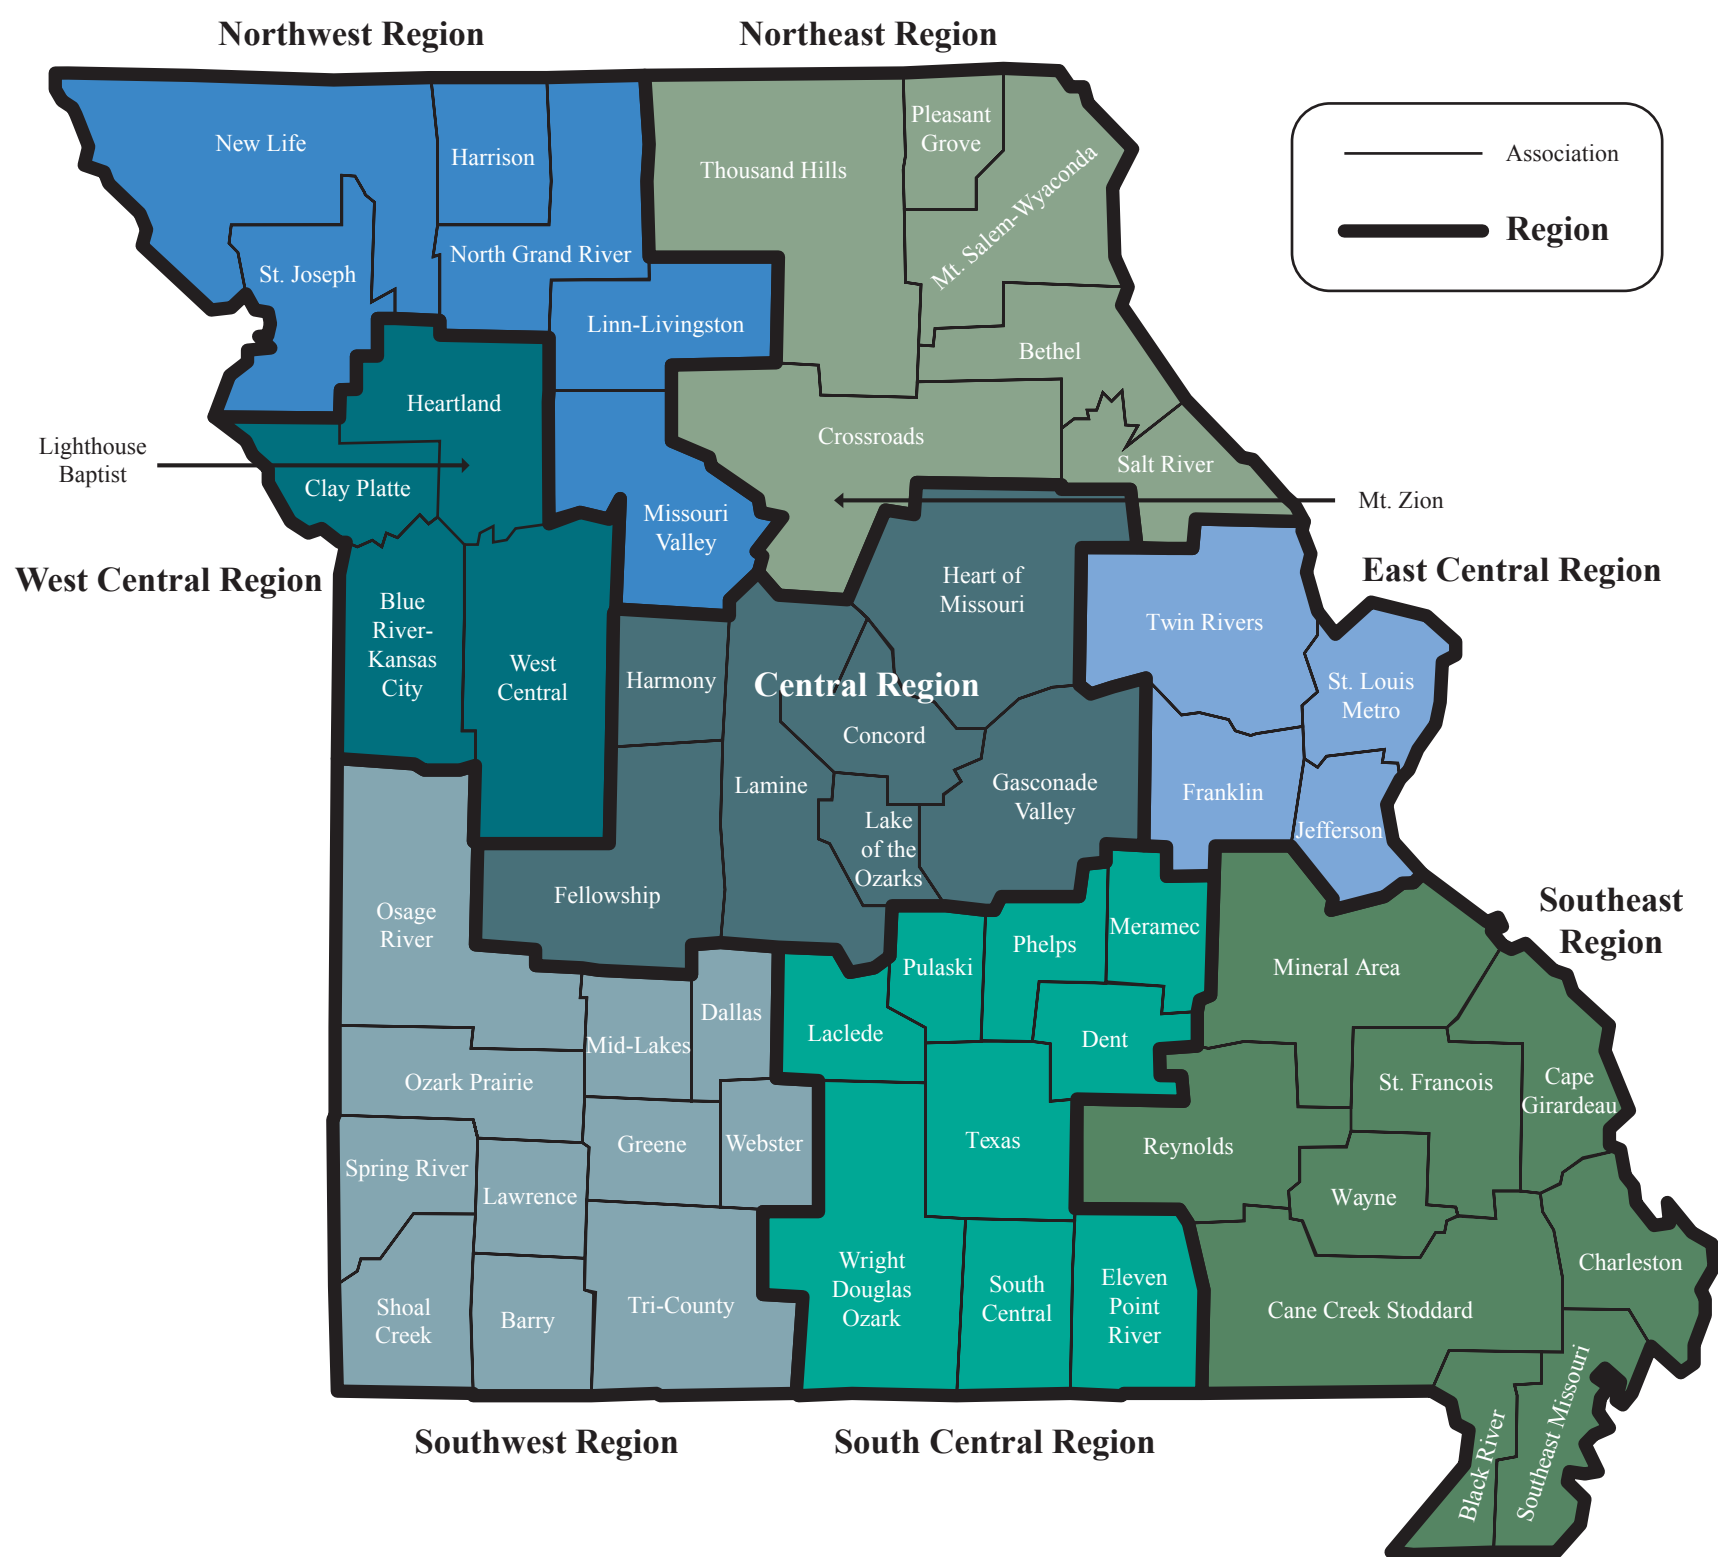 Northwest Region
Northeast Region
New Life
Harrison
North Grand River
St. Joseph
Linn-Livingston
Missouri
Valley
Thousand Hills
Pleasant
Grove
Mt. Salem-Wyaconda
Bethel
Crossroads
Salt River
Association
Region
Lighthouse
Baptist
Mt. Zion
Heartland
Clay Platte
West Central Region
Blue
River-
Kansas
City
West
Central
East Central Region
Twin Rivers
St. Louis
Metro
Franklin
Jefferson
Central Region
Heart of
Missouri
Harmony
Concord
Lamine
Gasconade
Valley
Lake
of the
Ozarks
Fellowship
Southeast
Region
Osage
River
Mid-Lakes
Dallas
Ozark Prairie
Greene
Webster
Spring River
Lawrence
Shoal
Creek
Barry
Tri-County
Pulaski
Phelps
Meramec
Laclede
Dent
Texas
Wright
Douglas
Ozark
South
Central
Eleven
Point
River
Mineral Area
St. Francois
Cape
Girardeau
Reynolds
Wayne
Charleston
Cane Creek Stoddard
Black River
Southeast Missouri
Southwest Region
South Central Region